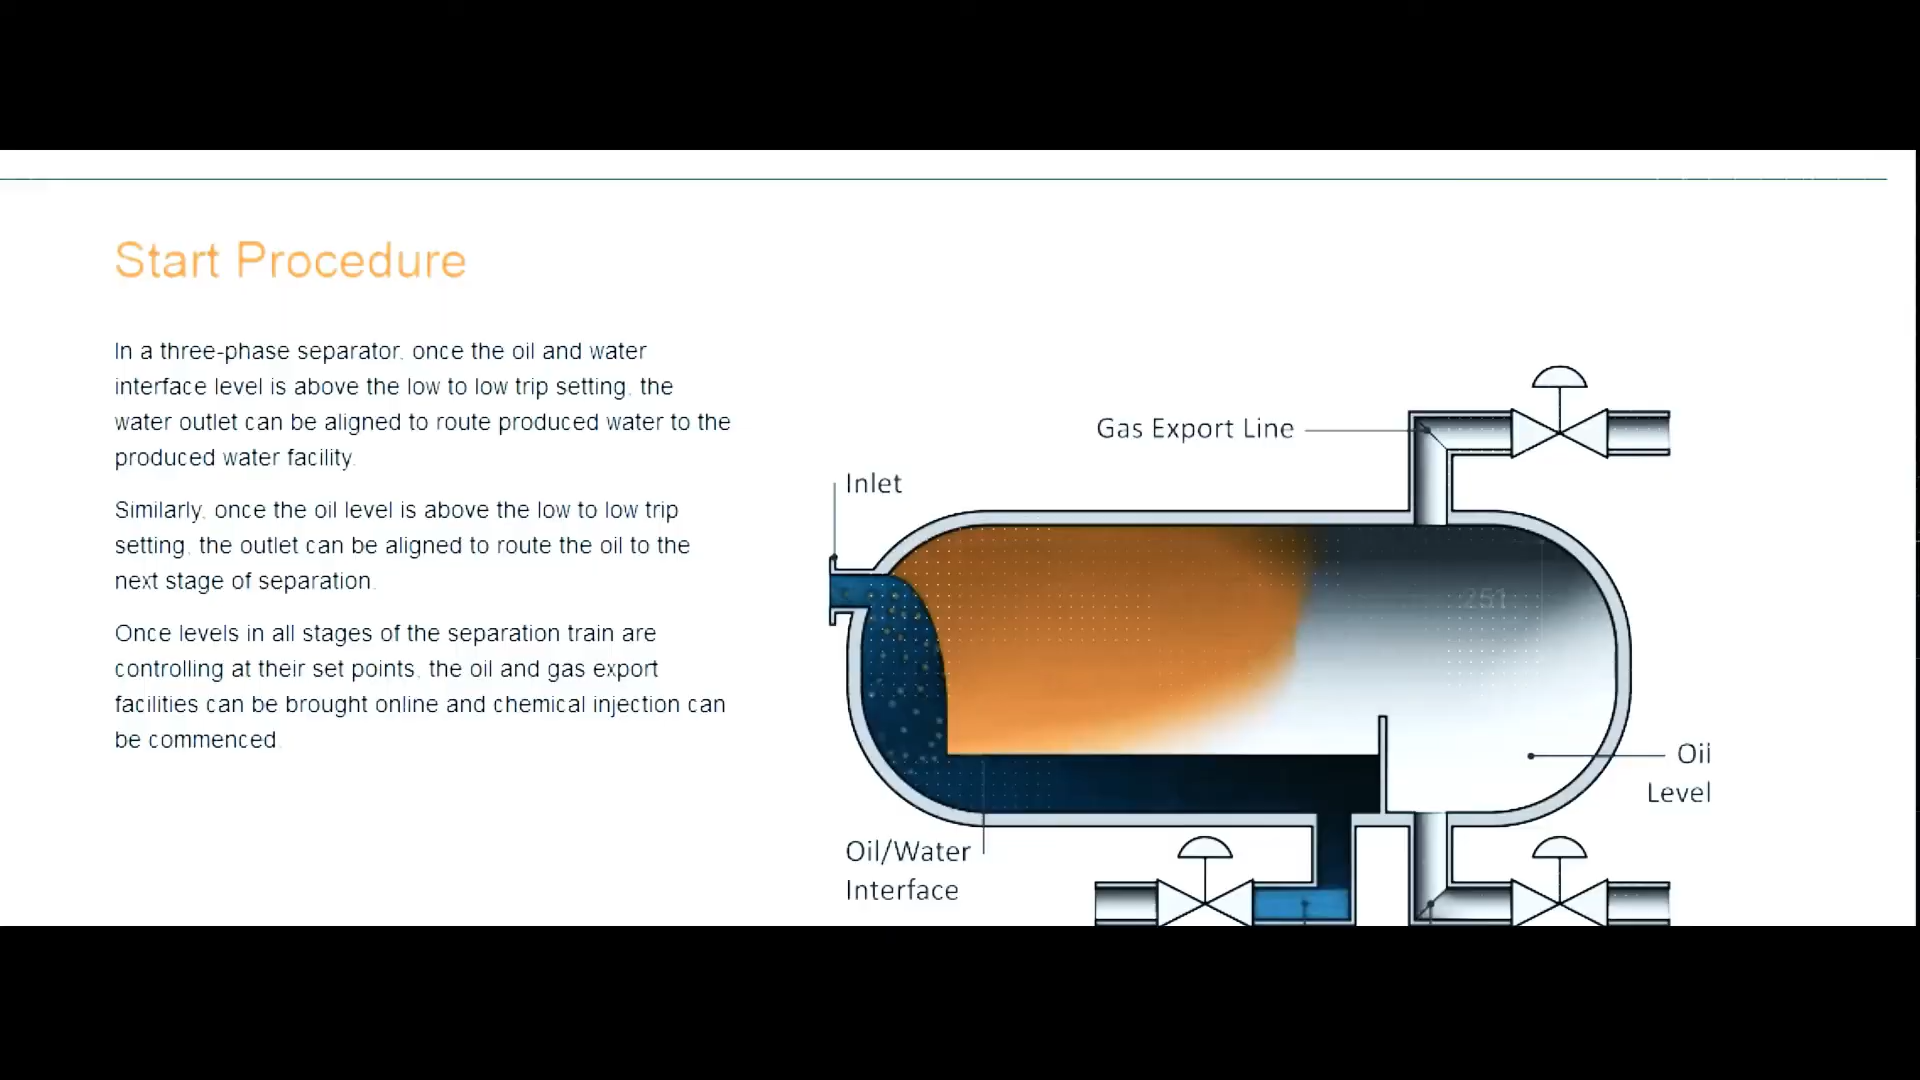 Start Procedure
In a three-phase separator, once the oil and water
interface level is above the low to low trip setting, the
water outlet can be aligned to route produced water to the
produced water facility.
Similarly, once the oil level is above the low to low trip
setting, the outlet can be aligned to route the oil to the
next stage of separation.
Once levels in all stages of the separation train are
controlling at their set points, the oil and gas export
facilities can be brought online and chemical injection can
be commenced.
Gas Export Line
Inlet
251
Oil
Level
Oil/Water
Interface